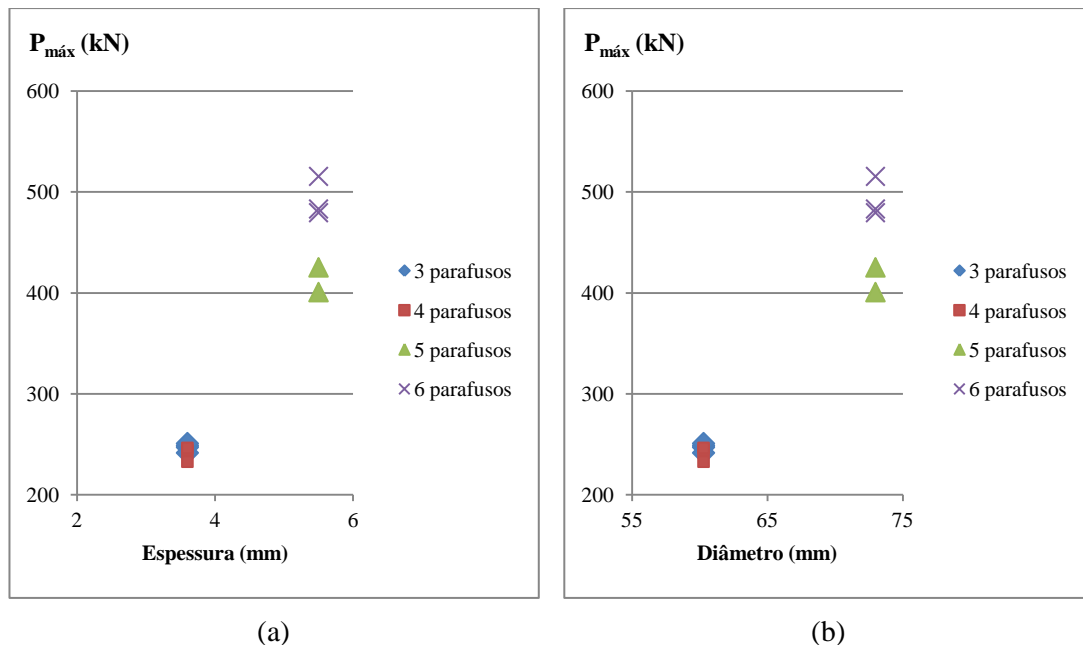 P_máx (kN)
600
500
400
300
200
2
4
6
Espessura (mm)
3 parafusos
4 parafusos
5 parafusos
6 parafusos
(a)
P_máx (kN)
600
500
400
300
200
55
65
75
Diâmetro (mm)
3 parafusos
4 parafusos
5 parafusos
6 parafusos
(b)